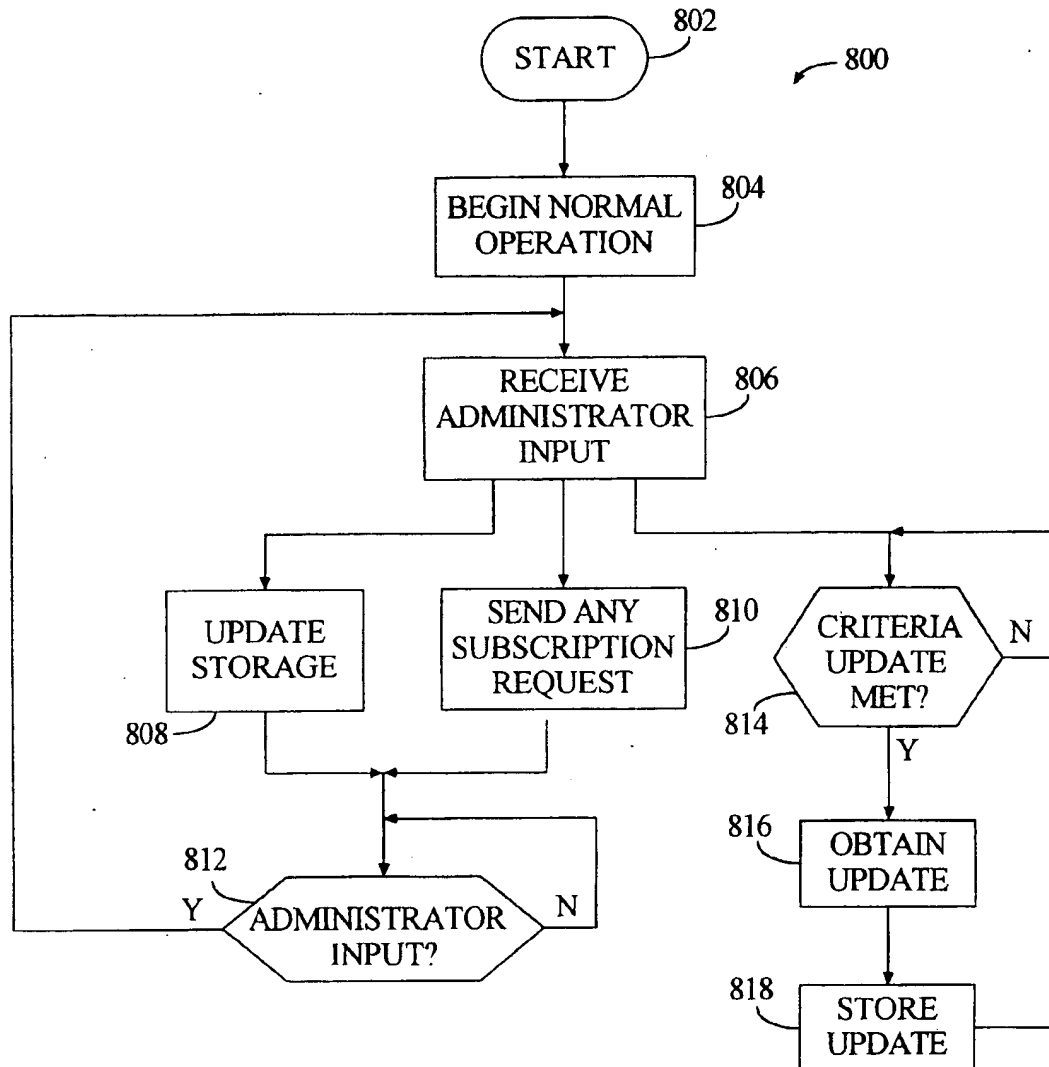 START
802
800
BEGIN NORMAL
OPERATION
804
RECEIVE
ADMINISTRATOR
INPUT
806
UPDATE
STORAGE
808
SEND ANY
SUBSCRIPTION
REQUEST
810
CRITERIA
UPDATE
MET?
N
814
Y
812
Y
ADMINISTRATOR
INPUT?
N
816
OBTAIN
UPDATE
818
STORE
UPDATE